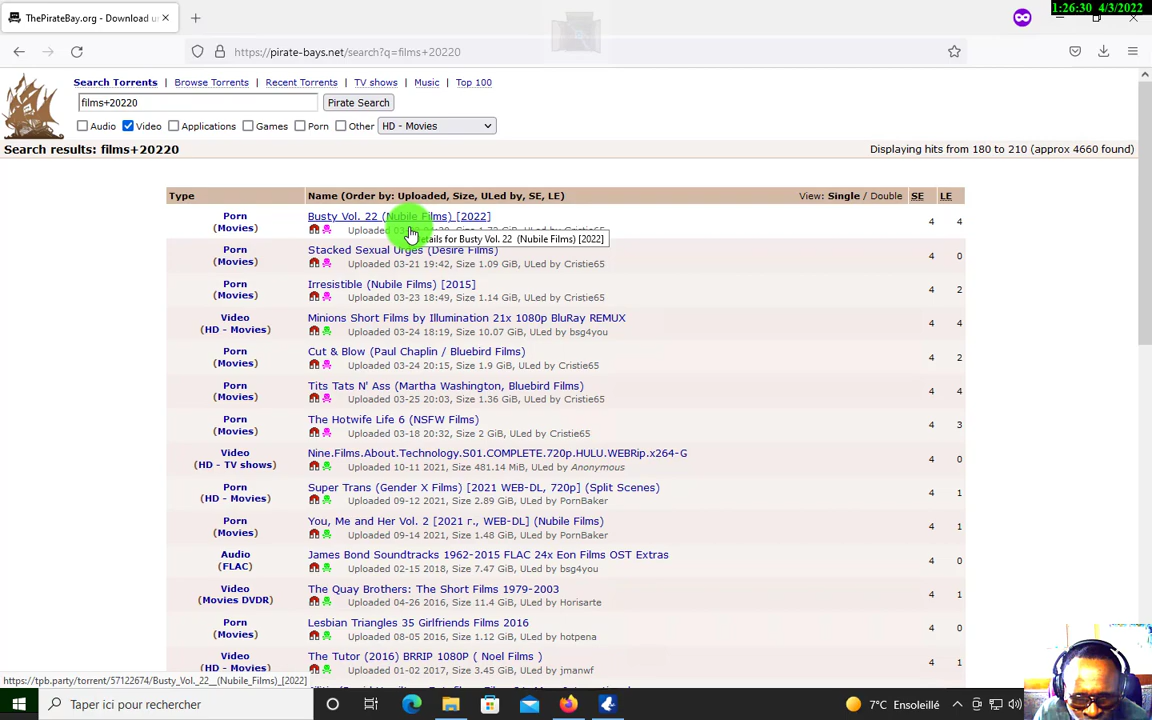 1:26:30 4/3/2022
ThePirateBay.org - Download u
https://pirate-bays.net/search?q=films+20220
Search Torrents Browse Torrents Recent Torrents TV shows Music Top 100
films+20220 Pirate Search
Audio Video Applications Games Porn Other HD - Movies
Search results: films+20220 Displaying hits from 180 to 210 (approx 4660 found)
Type Name (Order by: Uploaded, Size, ULed by, SE, LE) View: Single / Double SE LE
Porn Busty Vol. 22 (Nubile Films) [2022] 4 4
(Movies) Uploaded
etails for Busty Vol. 22 (Nubile Films) [2022]
Porn Stacked Sexual Urges (Desire Films) 4 0
(Movies) Uploaded 03-21 19:42, Size 1.09 GiB, ULed by Cristie65
Porn Irresistible (Nubile Films) [2015] 4 2
(Movies) Uploaded 03-23 18:49, Size 1.14 GiB, ULed by Cristie65
Video Minions Short Films by Illumination 21x 1080p BluRay REMUX 4 4
(HD - Movies) Uploaded 03-24 18:19, Size 10.07 GiB, ULed by bsg4you
Porn Cut & Blow (Paul Chaplin / Bluebird Films) 4 2
(Movies) Uploaded 03-24 20:15, Size 1.9 GiB, ULed by Cristie65
Porn Tits Tats N' Ass (Martha Washington, Bluebird Films) 4 4
(Movies) Uploaded 03-25 20:03, Size 1.36 GiB, ULed by Cristie65
Porn The Hotwife Life 6 (NSFW Films) 4 3
(Movies) Uploaded 03-18 20:32, Size 2 GiB, ULed by Cristie65
Video Nine.Films.About.Technology.S01.COMPLETE.720p.HULU.WEBRip.x264-G 4 0
(HD - TV shows) Uploaded 10-11 2021, Size 481.14 MiB, ULed by Anonymous
Porn Super Trans (Gender X Films) [2021 WEB-DL, 720p] (Split Scenes) 4 1
(HD - Movies) Uploaded 09-12 2021, Size 2.89 GiB, ULed by PornBaker
Porn You, Me and Her Vol. 2 [2021 г., WEB-DL] (Nubile Films) 4 1
(Movies) Uploaded 09-14 2021, Size 1.48 GiB, ULed by PornBaker
Audio James Bond Soundtracks 1962-2015 FLAC 24x Eon Films OST Extras 4 0
(FLAC) Uploaded 02-15 2018, Size 7.47 GiB, ULed by bsg4you
Video The Quay Brothers: The Short Films 1979-2003 4 1
(Movies DVDR) Uploaded 04-26 2016, Size 11.4 GiB, ULed by Horisarte
Porn Lesbian Triangles 35 Girlfriends Films 2016 4 0
(Movies) Uploaded 08-05 2016, Size 1.12 GiB, ULed by hotpena
Video The Tutor (2016) BRRIP 1080P ( Noel Films ) 4 1
(HD - Movies) Uploaded 01-02 2017, Size 3.45 GiB, ULed by jmanwf
https://tpb.party/torrent/57122674/Busty_Vol._22__(Nubile_Films)_[2022]
Taper ici pour rechercher 7°C Ensoleillé